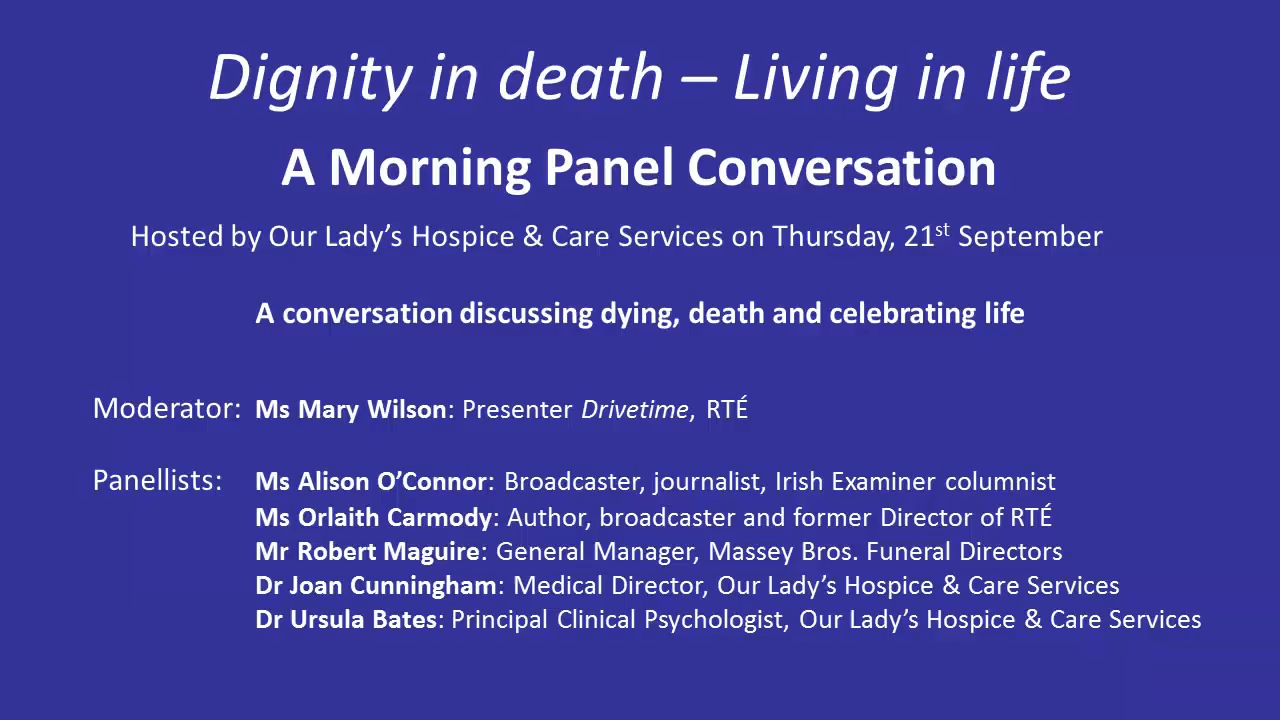 Dignity in death – Living in life
A Morning Panel Conversation
Hosted by Our Lady’s Hospice & Care Services on Thursday, 21st September
A conversation discussing dying, death and celebrating life
Moderator: Ms Mary Wilson: Presenter Drivetime, RTÉ
Panellists: Ms Alison O’Connor: Broadcaster, journalist, Irish Examiner columnist
Ms Orlaith Carmody: Author, broadcaster and former Director of RTÉ
Mr Robert Maguire: General Manager, Massey Bros. Funeral Directors
Dr Joan Cunningham: Medical Director, Our Lady’s Hospice & Care Services
Dr Ursula Bates: Principal Clinical Psychologist, Our Lady’s Hospice & Care Services